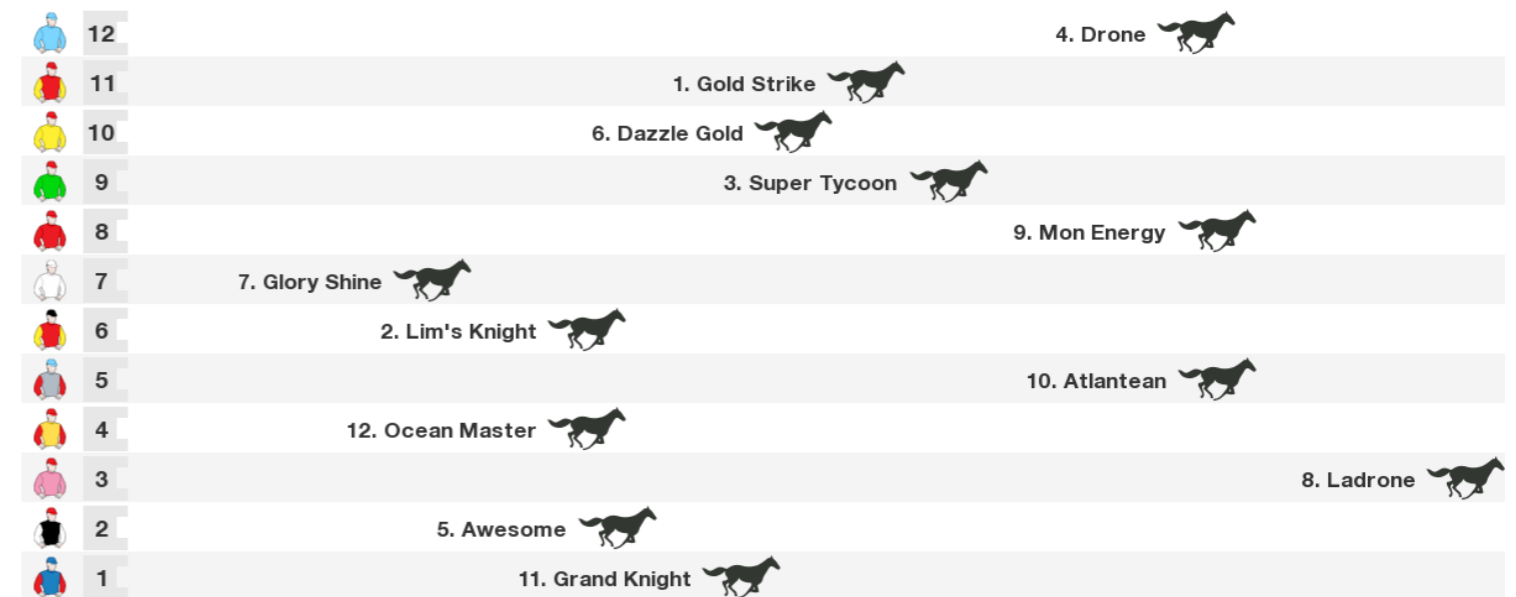 12 4. Drone
11 1. Gold Strike
10 6. Dazzle Gold
9 3. Super Tycoon
8 9. Mon Energy
7 7. Glory Shine
6 2. Lim's Knight
5 10. Atlantean
4 12. Ocean Master
3 8. Ladrone
2 5. Awesome
1 11. Grand Knight